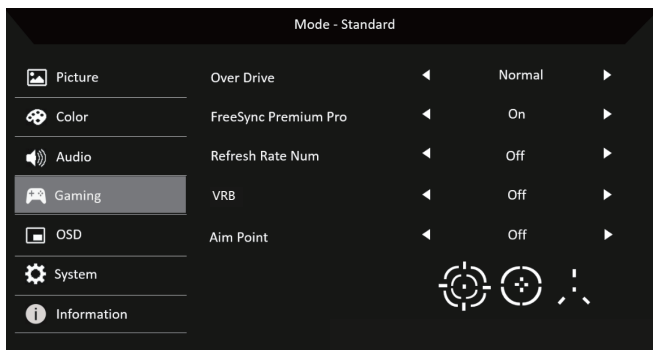 Mode - Standard
Picture
Over Drive Normal
Color
FreeSync Premium Pro On
Audio
Refresh Rate Num Off
Gaming
VRB Off
OSD
Aim Point Off
System
Information